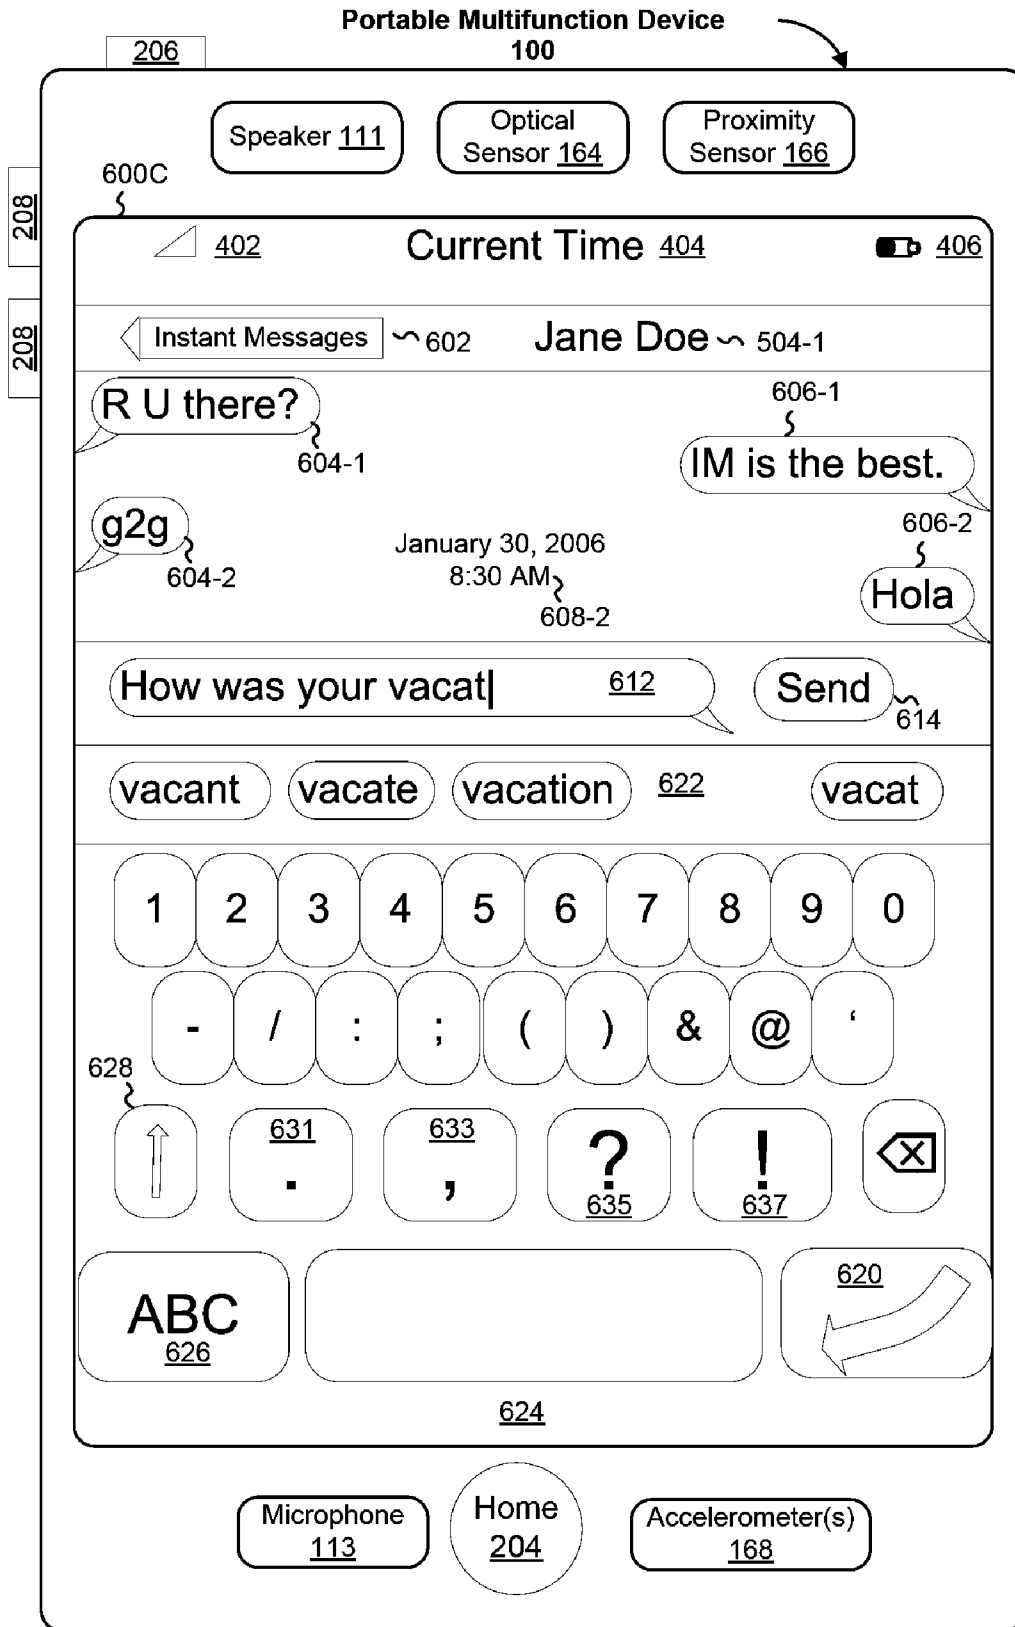 Portable Multifunction Device
100
206
Speaker 111
Optical
Sensor 164
Proximity
Sensor 166
600C
208
208
402
Current Time 404
406
Instant Messages
602
Jane Doe
504-1
R U there?
604-1
606-1
IM is the best.
g2g
604-2
January 30, 2006
8:30 AM
608-2
606-2
Hola
How was your vacat
612
Send
614
vacant vacate vacation 622 vacat
1 2 3 4 5 6 7 8 9 0
- / : ; ( ) & @ ‘
628
631
.
633
,
?
635
!
637
ABC
626
620
624
Microphone
113
Home
204
Accelerometer(s)
168